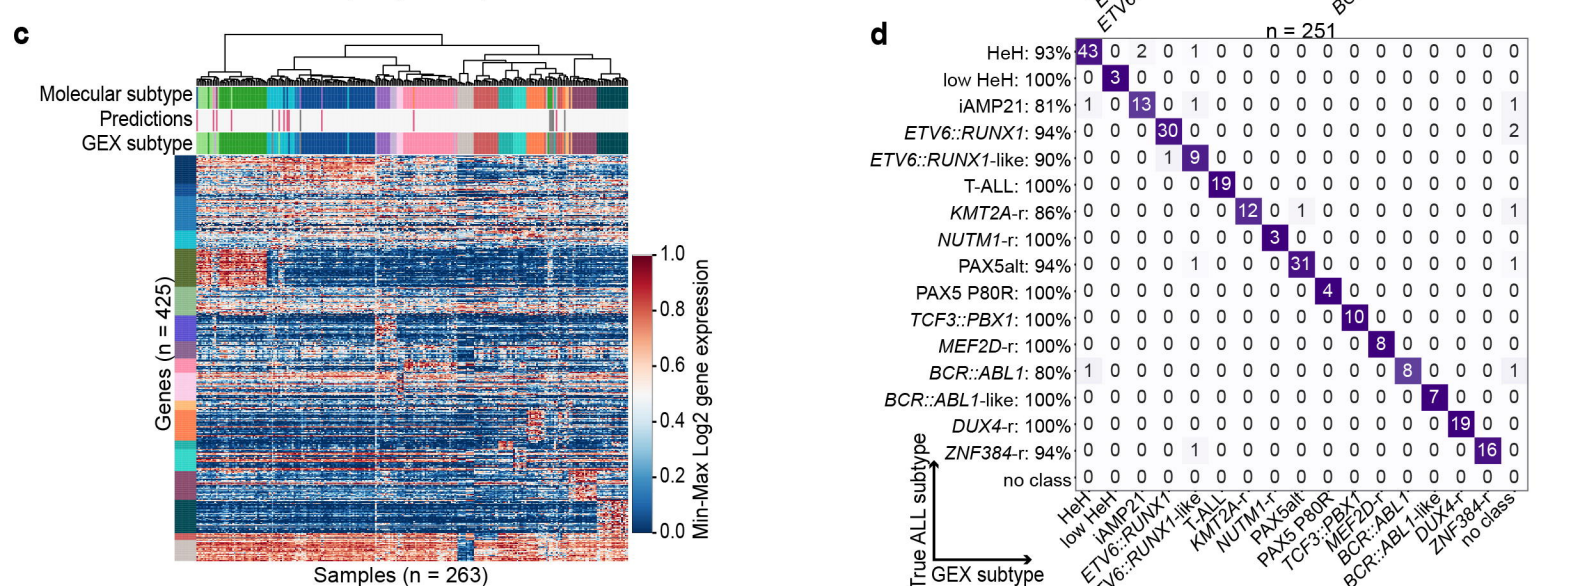 ETV6
BCR
c
Molecular subtype
Predictions
GEX subtype
Genes (n = 425)
Samples (n = 263)
1.0
0.8
0.6
0.4
0.2
0.0
Min-Max Log2 gene expression
d
n = 251
HeH: 93% 43 0 2 0 1 0 0 0 0 0 0 0 0 0 0 0 0
low HeH: 100% 0 3 0 0 0 0 0 0 0 0 0 0 0 0 0 0 0
iAMP21: 81% 1 0 13 0 1 0 0 0 0 0 0 0 0 0 0 0 1
ETV6::RUNX1: 94% 0 0 0 30 0 0 0 0 0 0 0 0 0 0 0 0 2
ETV6::RUNX1-like: 90% 0 0 0 1 9 0 0 0 0 0 0 0 0 0 0 0 0
T-ALL: 100% 0 0 0 0 0 19 0 0 0 0 0 0 0 0 0 0 0
KMT2A-r: 86% 0 0 0 0 0 0 12 0 1 0 0 0 0 0 0 0 1
NUTM1-r: 100% 0 0 0 0 0 0 0 3 0 0 0 0 0 0 0 0 0
PAX5alt: 94% 0 0 0 0 1 0 0 0 31 0 0 0 0 0 0 0 1
PAX5 P80R: 100% 0 0 0 0 0 0 0 0 0 4 0 0 0 0 0 0 0
TCF3::PBX1: 100% 0 0 0 0 0 0 0 0 0 0 10 0 0 0 0 0 0
MEF2D-r: 100% 0 0 0 0 0 0 0 0 0 0 0 8 0 0 0 0 0
BCR::ABL1: 80% 1 0 0 0 0 0 0 0 0 0 0 0 8 0 0 0 1
BCR::ABL1-like: 100% 0 0 0 0 0 0 0 0 0 0 0 0 0 7 0 0 0
DUX4-r: 100% 0 0 0 0 0 0 0 0 0 0 0 0 0 0 19 0 0
ZNF384-r: 94% 0 0 0 0 1 0 0 0 0 0 0 0 0 0 0 16 0
no class 0 0 0 0 0 0 0 0 0 0 0 0 0 0 0 0 0
True ALL subtype
GEX subtype
HeH
low HeH
iAMP21
ETV6::RUNX1
TV6::RUNX1-like
T-ALL
KMT2A-r
NUTM1-r
PAX5alt
PAX5 P80R
TCF3::PBX1
MEF2D-r
BCR::ABL1
BCR::ABL1-like
DUX4-r
ZNF384-r
no class